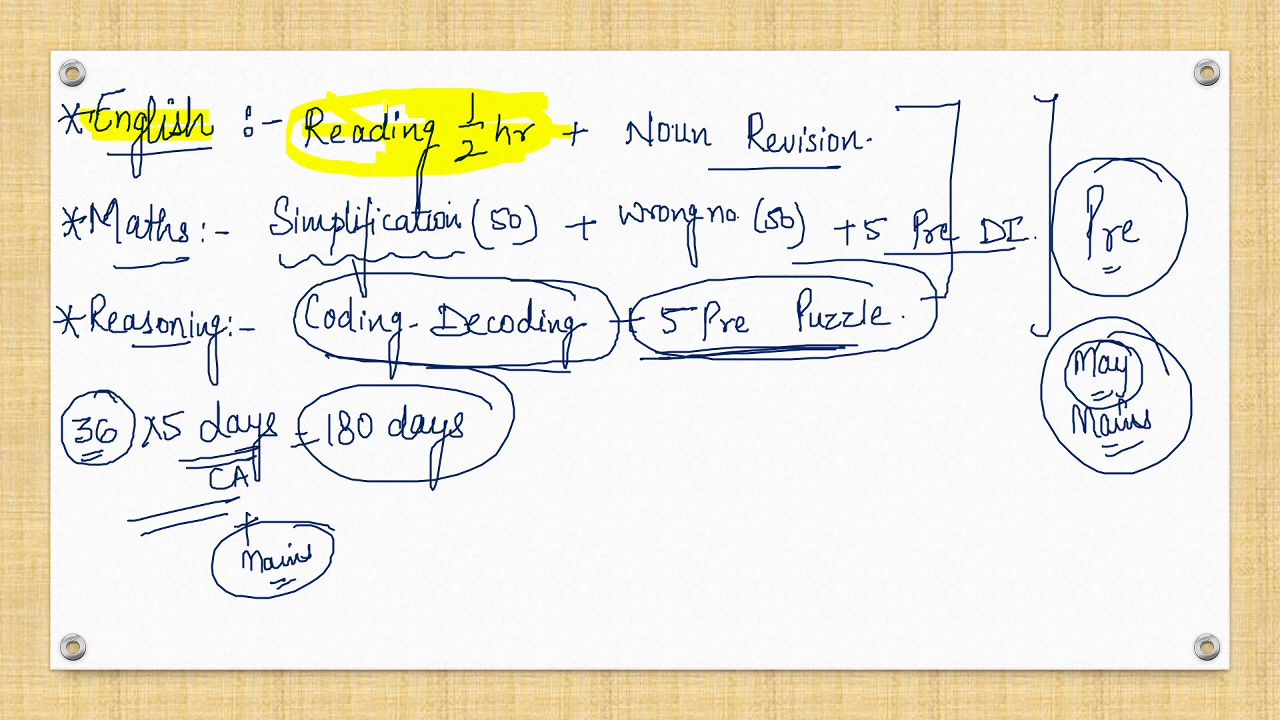 * English :- Reading 1/2 hr + Noun Revision.
* Maths:- Simplification (50) + Wrong no. (50) + 5 Pre DI.
Pre
* Reasoning:- Coding-Decoding + 5 Pre Puzzle.
May
Mains
36 x5 days = 180 days
CA
+
Mains